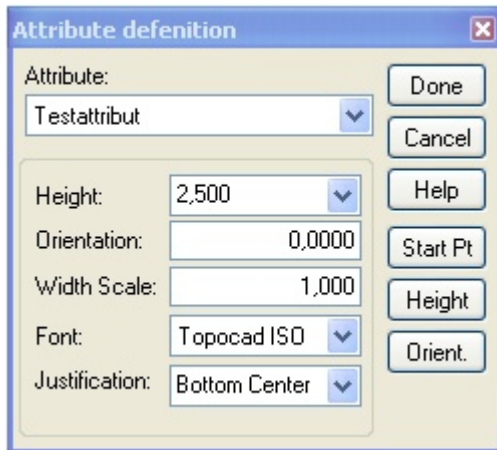 Attribute defenition
Attribute:
Testattribut
Done
Cancel
Help
Height: 2,500
Orientation: 0,0000
Width Scale: 1,000
Font: Topocad ISO
Justification: Bottom Center
Start Pt
Height
Orient.